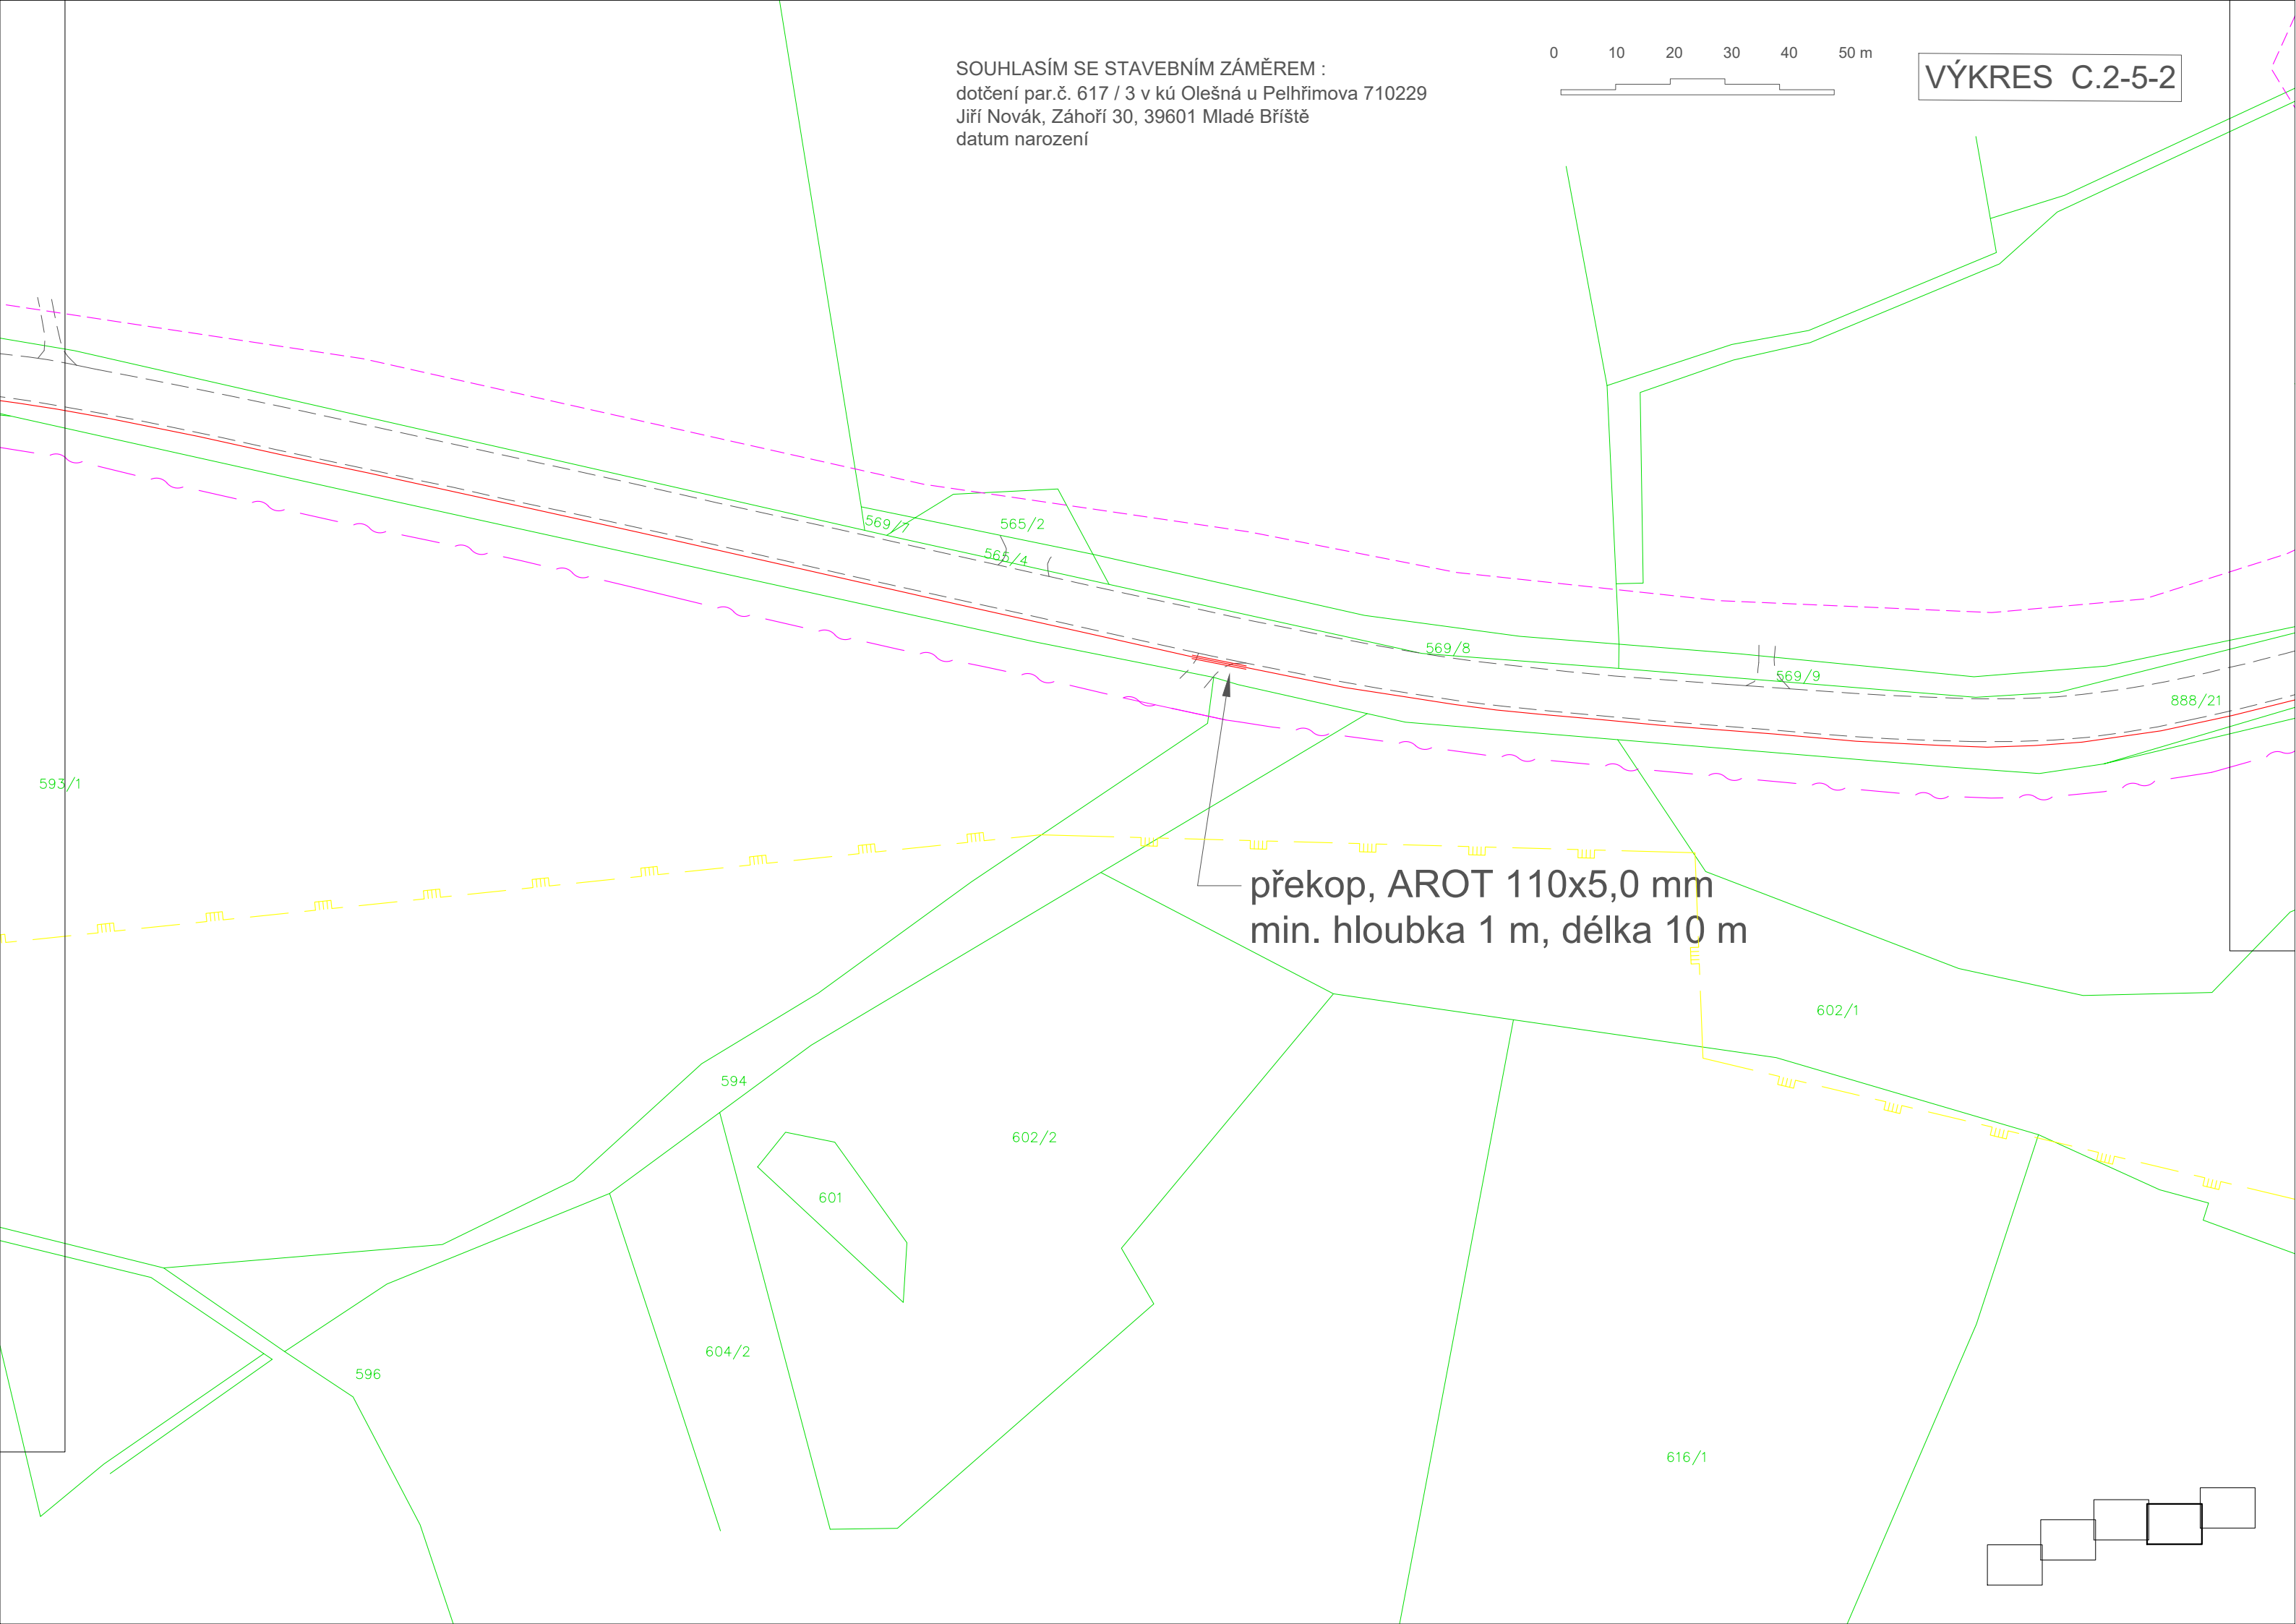 0 10 20 30 40 50 m
VÝKRES C.2-5-2
SOUHLASÍM SE STAVEBNÍM ZÁMĚREM :
dotčení par.č. 617 / 3 v kú Olešná u Pelhřimova 710229
Jiří Novák, Záhoří 30, 39601 Mladé Bříště
datum narození
569/7
565/2
565/4
569/8
569/9
888/21
593/1
překop, AROT 110x5,0 mm
min. hloubka 1 m, délka 10 m
602/1
594
602/2
601
604/2
596
616/1